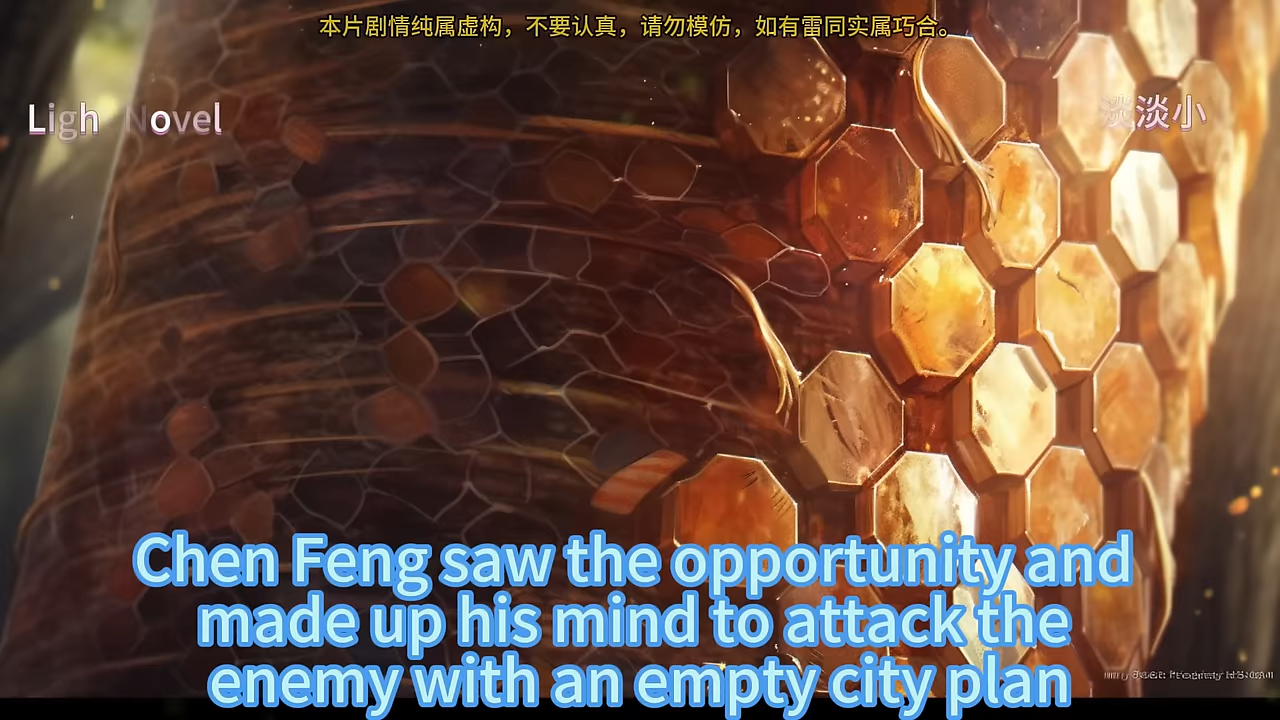 本片剧情纯属虚构，不要认真，请勿模仿，如有雷同实属巧合。
Ligh Novel
淡淡小
Chen Feng saw the opportunity and
made up his mind to attack the
enemy with an empty city plan